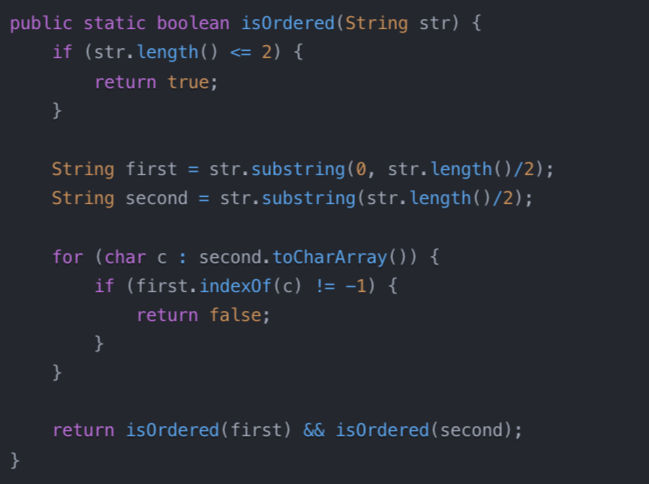 public static boolean isOrdered(String str) {
    if (str.length() <= 2) {
        return true;
    }

    String first = str.substring(0, str.length()/2);
    String second = str.substring(str.length()/2);

    for (char c : second.toCharArray()) {
        if (first.indexOf(c) != -1) {
            return false;
        }
    }

    return isOrdered(first) && isOrdered(second);
}